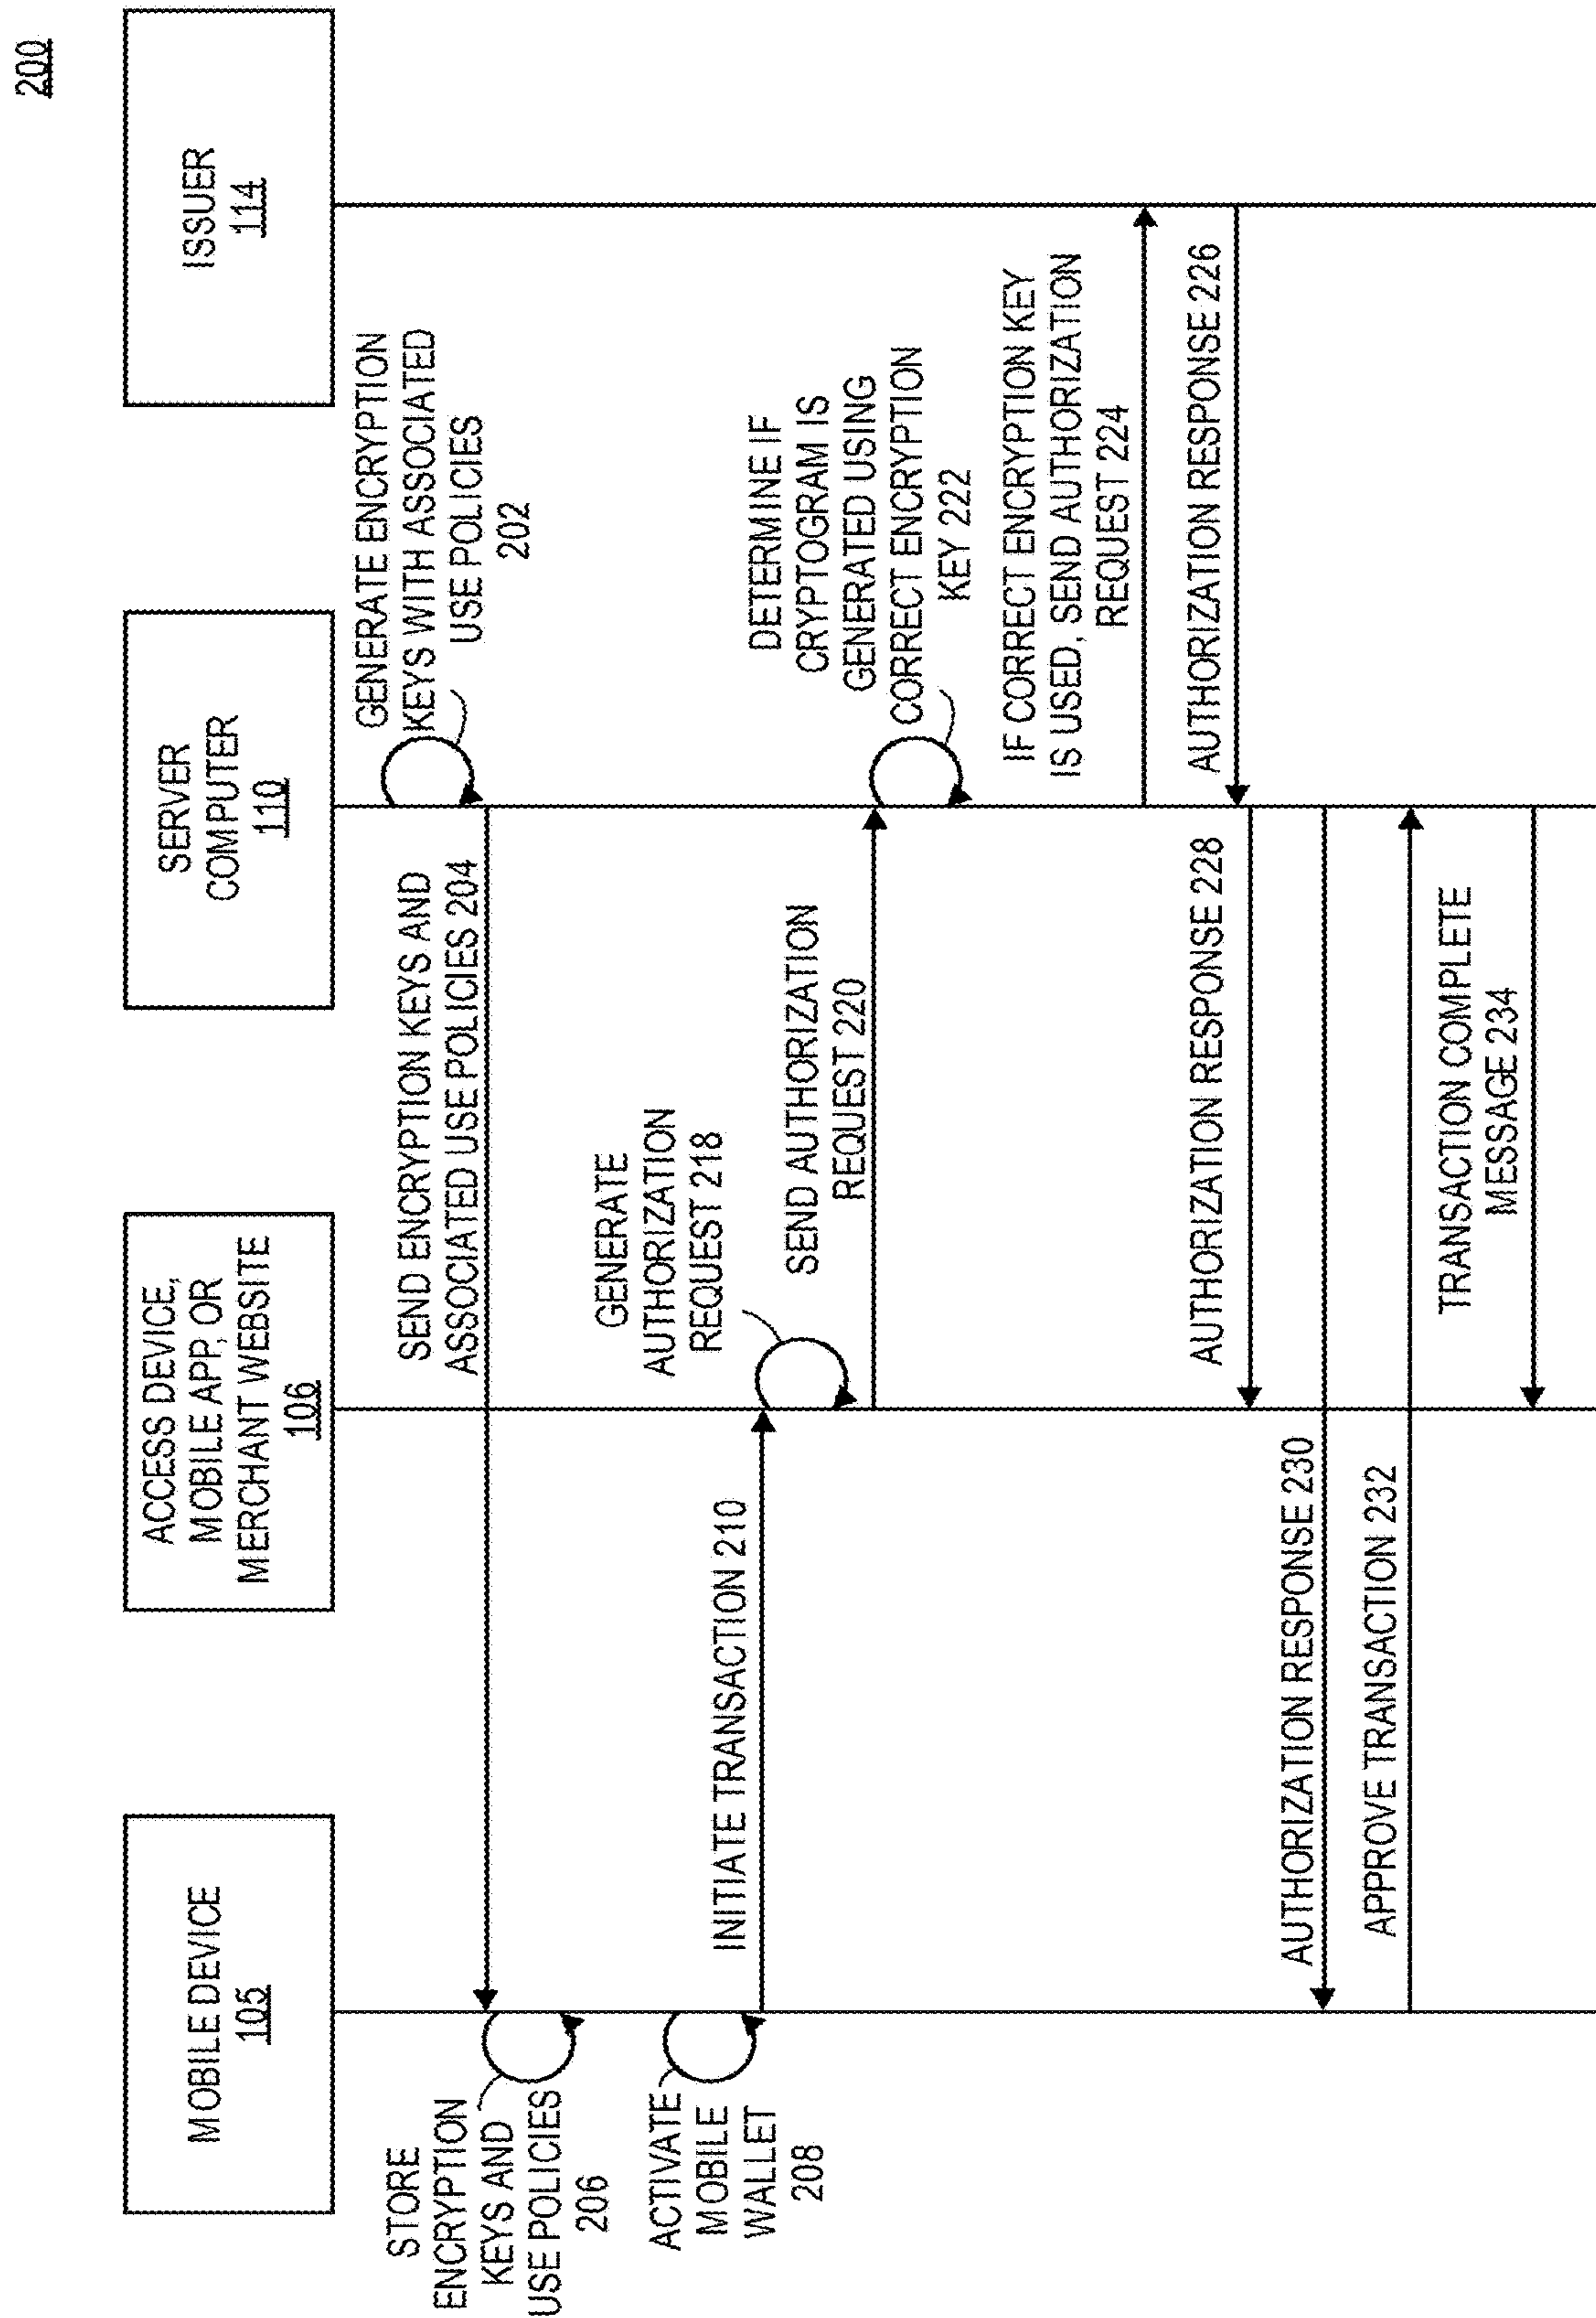 200
MOBILE DEVICE
105
ACCESS DEVICE,
MOBILE APP, OR
MERCHANT WEBSITE
106
SERVER
COMPUTER
110
ISSUER
114
GENERATE ENCRYPTION
KEYS WITH ASSOCIATED
USE POLICIES
202
SEND ENCRYPTION KEYS AND
ASSOCIATED USE POLICIES 204
STORE
ENCRYPTION
KEYS AND
USE POLICIES
206
ACTIVATE
MOBILE
WALLET
208
INITIATE TRANSACTION 210
GENERATE
AUTHORIZATION
REQUEST 218
SEND AUTHORIZATION
REQUEST 220
DETERMINE IF
CRYPTOGRAM IS
GENERATED USING
CORRECT ENCRYPTION
KEY 222
IF CORRECT ENCRYPTION KEY
IS USED, SEND AUTHORIZATION
REQUEST 224
AUTHORIZATION RESPONSE 226
AUTHORIZATION RESPONSE 228
AUTHORIZATION RESPONSE 230
APPROVE TRANSACTION 232
TRANSACTION COMPLETE
MESSAGE 234